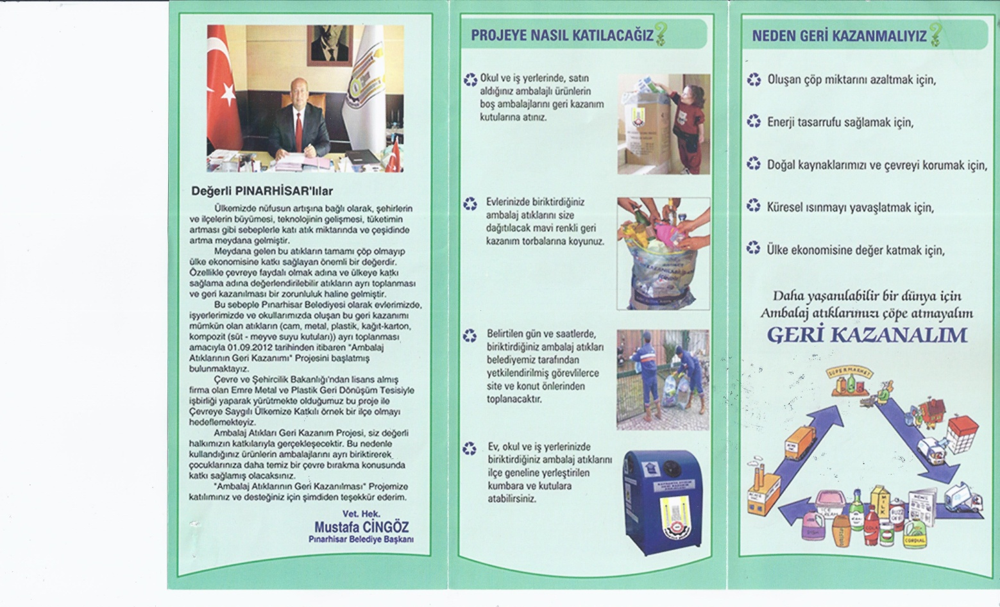 Değerli PINARHİSAR'lılar
Ülkemizde nüfusun artışına bağlı olarak, şehirlerin
ve ilçelerin büyümesi, teknolojinin gelişmesi, tüketimin
artması gibi sebeplerle katı atık miktarında ve çeşidinde
artma meydana gelmiştir.
Meydana gelen bu atıkların tamamı çöp olmayıp
ülke ekonomisine katkı sağlayan önemli bir değerdir.
Özellikle çevreye faydalı olmak adına ve ülkeye katkı
sağlama adına değerlendirilebilir atıkların ayrı toplanması
ve geri kazanılması bir zorunluluk haline gelmiştir.
Bu sebeple Pınarhisar Belediyesi olarak evlerimizde,
işyerlerimizde ve okullarımızda oluşan bu geri kazanımı
mümkün olan atıkların (cam, metal, plastik, kağıt-karton,
kompozit (süt - meyve suyu kutuları)) ayrı toplanması
amacıyla 01.09.2012 tarihinden itibaren "Ambalaj
Atıklarının Geri Kazanımı" Projesini başlatmış
bulunmaktayız.
Çevre ve Şehircilik Bakanlığı'ndan lisans almış
firma olan Emre Metal ve Plastik Geri Dönüşüm Tesisiyle
işbirliği yaparak yürütmekte olduğumuz bu proje ile
Çevreye Saygılı Ülkemize Katkılı örnek bir ilçe olmayı
hedeflemekteyiz.
Ambalaj Atıkları Geri Kazanım Projesi, siz değerli
halkımızın katkılarıyla gerçekleşecektir. Bu nedenle
kullandığınız ürünlerin ambalajlarını ayrı biriktirerek
çocuklarınıza daha temiz bir çevre bırakma konusunda
katkı sağlamış olacaksınız.
"Ambalaj Atıklarının Geri Kazanılması" Projemize
katılımınız ve desteğiniz için şimdiden teşekkür ederim.
Vet. Hek.
Mustafa CİNGÖZ
Pınarhisar Belediye Başkanı
PROJEYE NASIL KATILACAĞIZ?
Okul ve iş yerlerinde, satın
aldığınız ambalajlı ürünlerin
boş ambalajlarını geri kazanım
kutularına atınız.
Evlerinizde biriktirdiğiniz
ambalaj atıklarını size
dağıtılacak mavi renkli geri
kazanım torbalarına koyunuz.
Belirtilen gün ve saatlerde,
biriktirdiğiniz ambalaj atıkları
belediyemiz tarafından
yetkilendirilmiş görevlilerce
site ve konut önlerinden
toplanacaktır.
Ev, okul ve iş yerlerinizde
biriktirdiğiniz ambalaj atıklarını
ilçe geneline yerleştirilen
kumbara ve kutulara
atabilirsiniz.
NEDEN GERİ KAZANMALIYIZ?
Oluşan çöp miktarını azaltmak için,
Enerji tasarrufu sağlamak için,
Doğal kaynaklarımızı ve çevreyi korumak için,
Küresel ısınmayı yavaşlatmak için,
Ülke ekonomisine değer katmak için,
Daha yaşanılabilir bir dünya için
Ambalaj atıklarımızı çöpe atmayalım
GERİ KAZANALIM
SUPERMARKET
ICE
CREAM
MILK
NEWS
COLA
CORDIAL